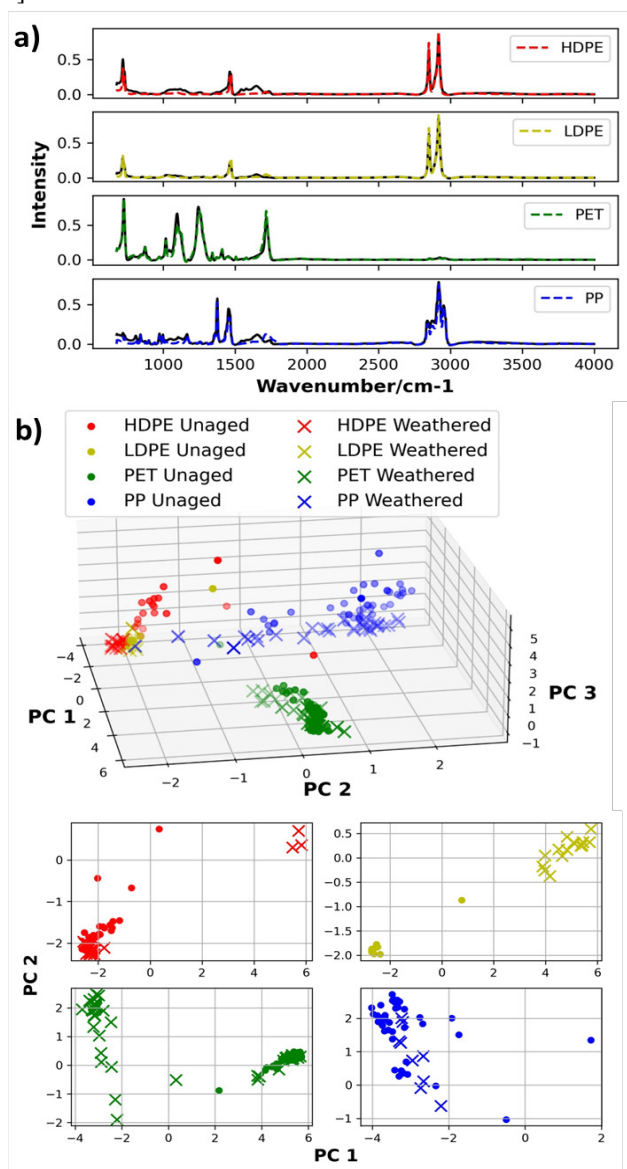 ]
a)
HDPE
0.5
0.0
LDPE
0.5
0.0
Intensity
PET
0.5
0.0
PP
0.5
0.0
1000 1500 2000 2500 3000 3500 4000
Wavenumber/cm-1
b)
HDPE Unaged HDPE Weathered
LDPE Unaged LDPE Weathered
PET Unaged PET Weathered
PP Unaged PP Weathered
-4
-2
0
2
4
6
PC 1
-2
-1
0
1
2
PC 2
5
4
3
2
1
0
-1
PC 3
0
-1
-2
-2 0 2 4 6
0.5
0.0
-0.5
-1.0
-1.5
-2.0
-2 0 2 4 6
PC 2
2
1
0
-1
-2
-4 -2 0 2 4 6
2
1
0
-1
-4 -2 0 2
PC 1